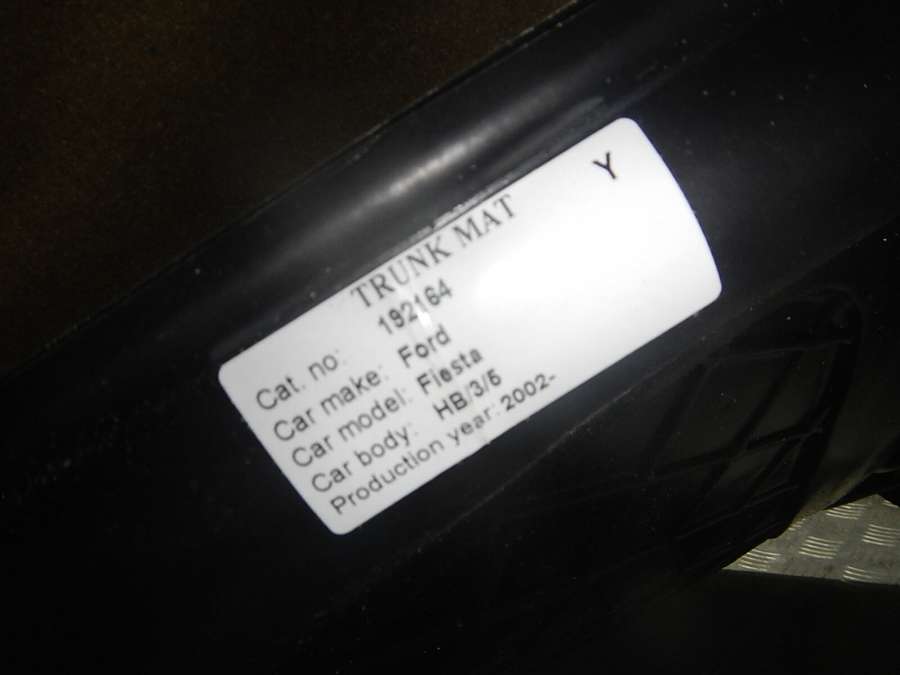 Y
TRUNK MAT
Cat. no: 192164
Car make: Ford
Car model: Fiesta
Car body: HB/3/5
Production year: 2002-